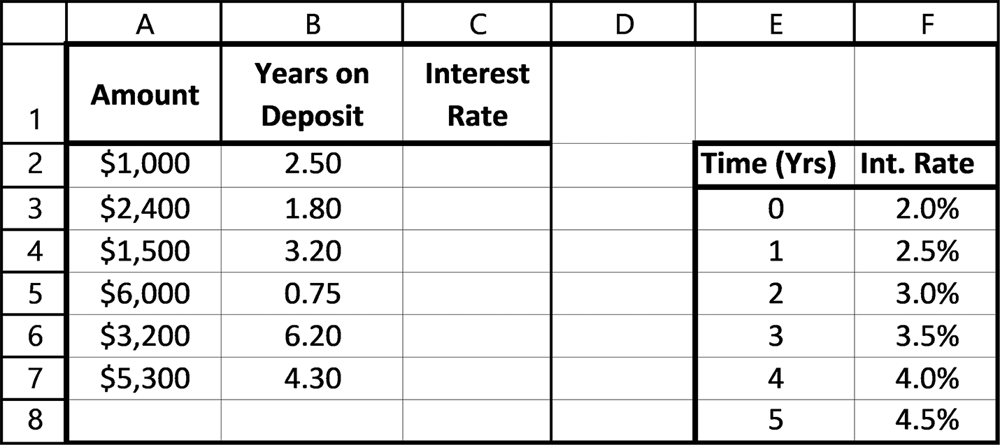 A B C D E F
1 Amount Years on Deposit Interest Rate
2 $1,000 2.50 Time (Yrs) Int. Rate
3 $2,400 1.80 0 2.0%
4 $1,500 3.20 1 2.5%
5 $6,000 0.75 2 3.0%
6 $3,200 6.20 3 3.5%
7 $5,300 4.30 4 4.0%
8 5 4.5%